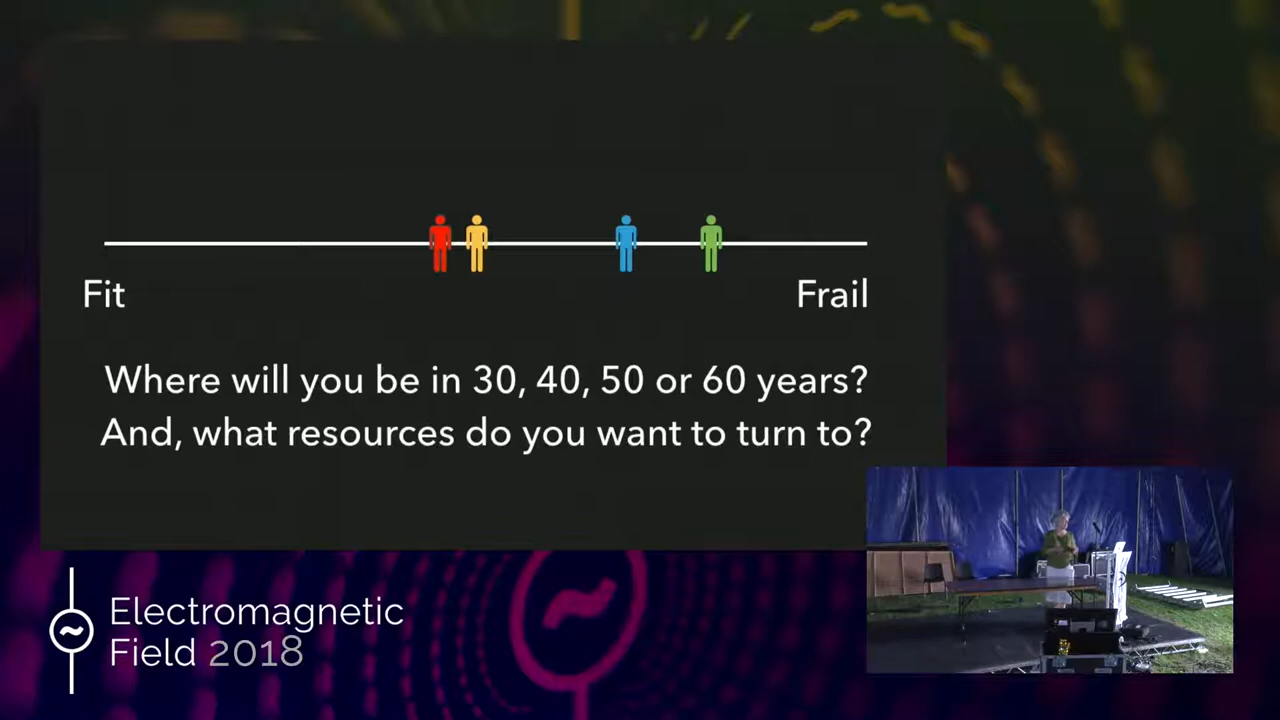 Fit
Frail
Where will you be in 30, 40, 50 or 60 years?
And, what resources do you want to turn to?
Electromagnetic
Field 2018